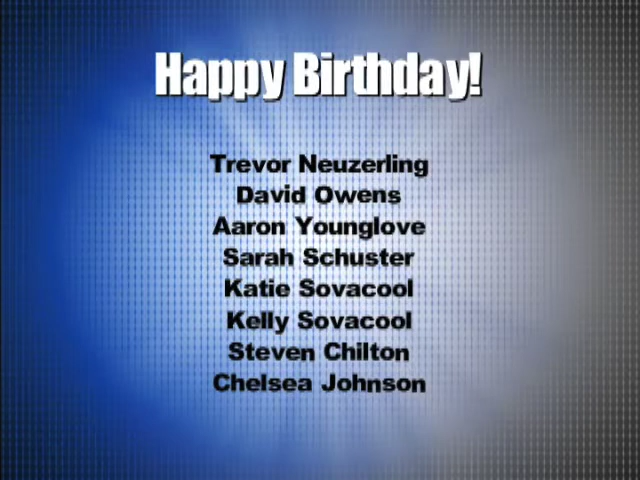 Happy Birthday!
Trevor Neuzerling
David Owens
Aaron Younglove
Sarah Schuster
Katie Sovacool
Kelly Sovacool
Steven Chilton
Chelsea Johnson